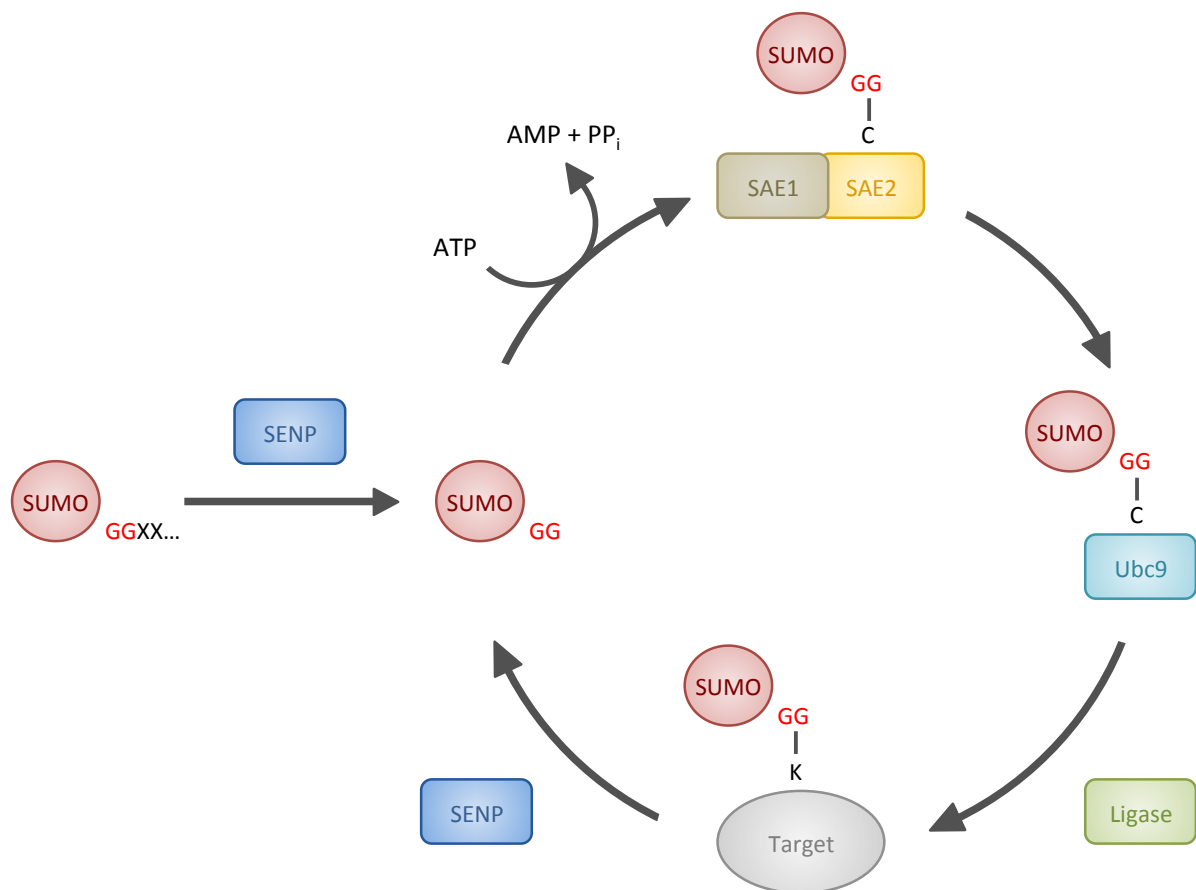 SUMO
GG
C
AMP + PPi
SAE1
SAE2
ATP
SENP
SUMO
GG
C
Ubc9
SUMO
GGXX...
SUMO
GG
SUMO
GG
K
Target
SENP
Ligase